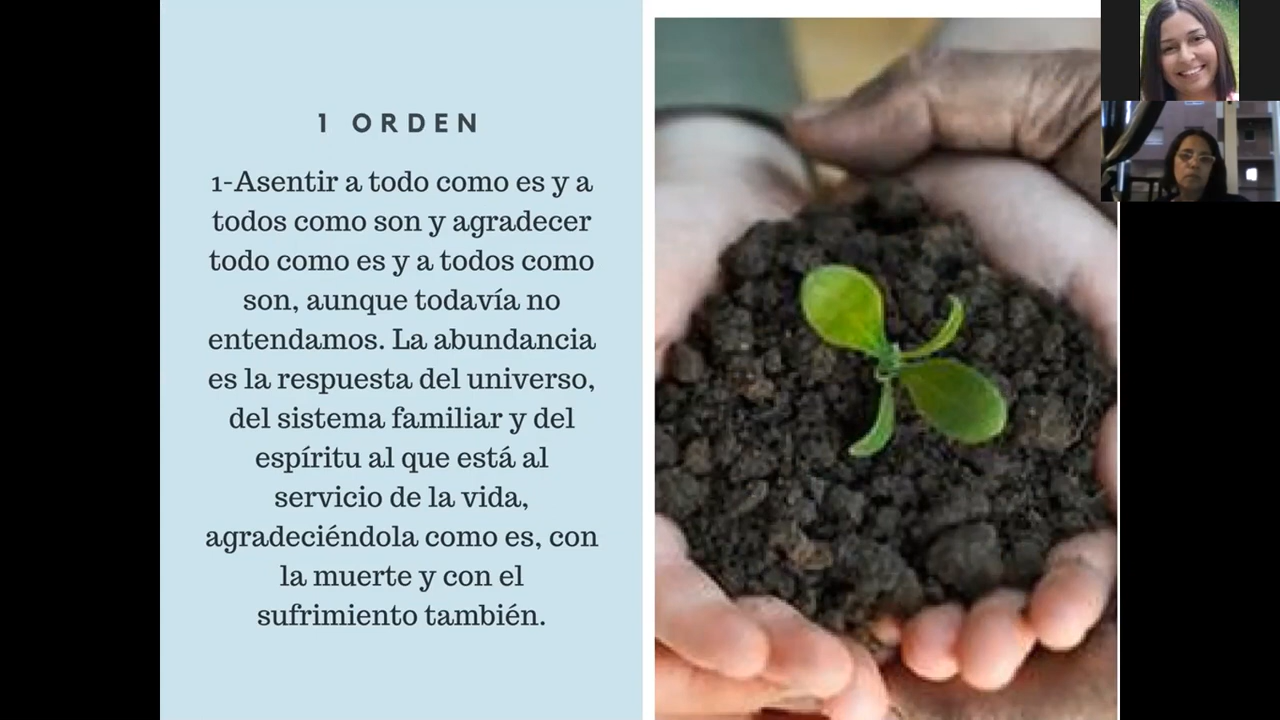 1 ORDEN
1-Asentir a todo como es y a
todos como son y agradecer
todo como es y a todos como
son, aunque todavía no
entendamos. La abundancia
es la respuesta del universo,
del sistema familiar y del
espíritu al que está al
servicio de la vida,
agradeciéndola como es, con
la muerte y con el
sufrimiento también.